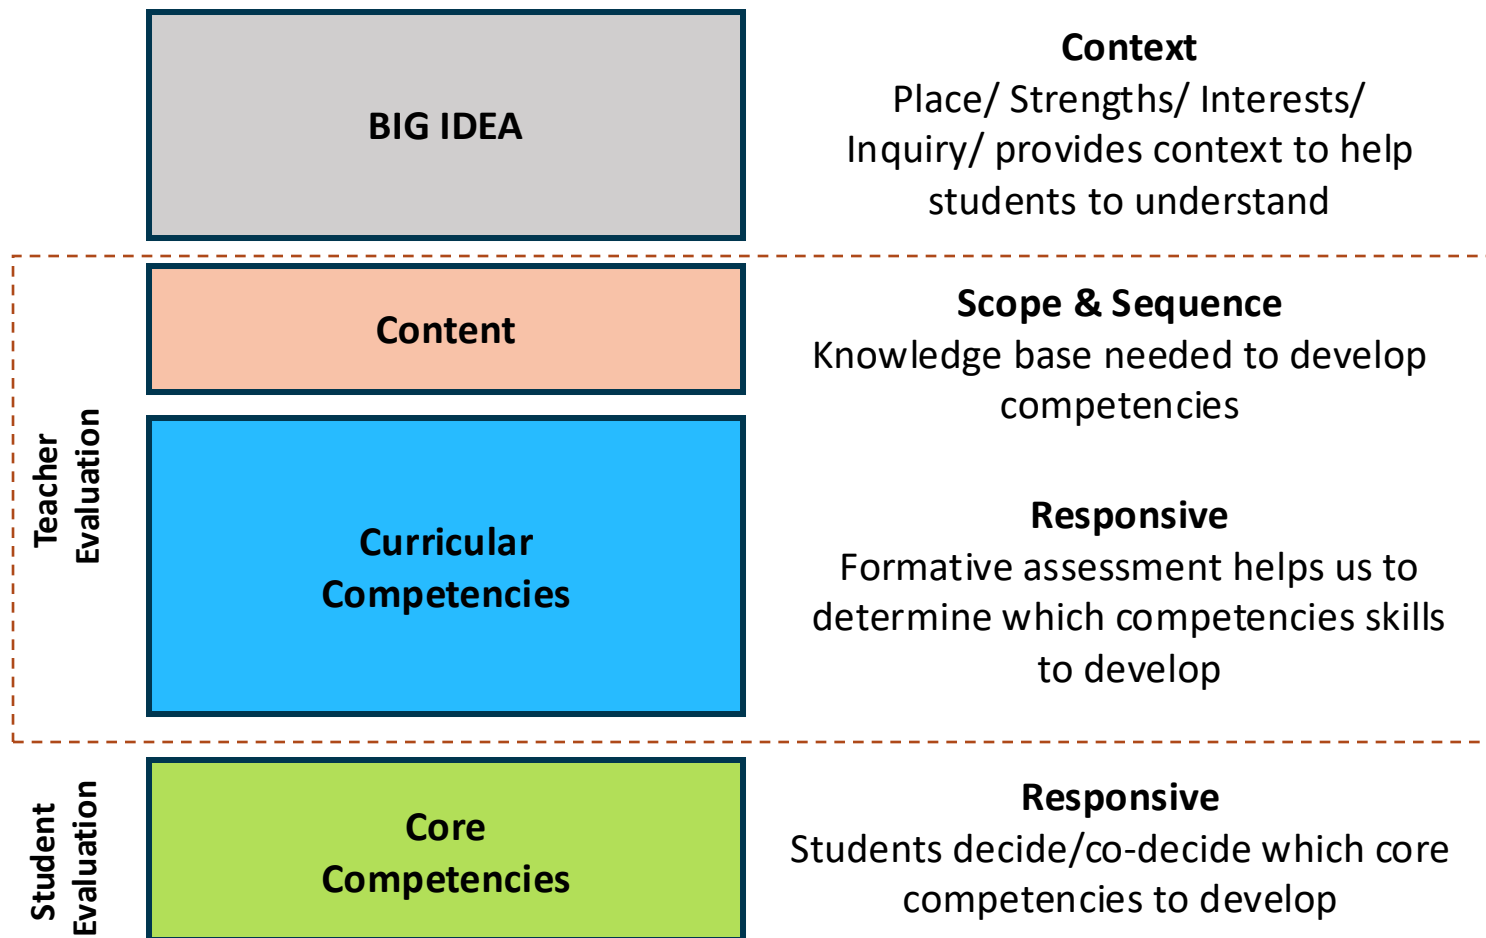 BIG IDEA
Context
Place/ Strengths/ Interests/
Inquiry/ provides context to help
students to understand
Teacher
Evaluation
Content
Scope & Sequence
Knowledge base needed to develop
competencies
Curricular
Competencies
Responsive
Formative assessment helps us to
determine which competencies skills
to develop
Student
Evaluation
Core
Competencies
Responsive
Students decide/co-decide which core
competencies to develop